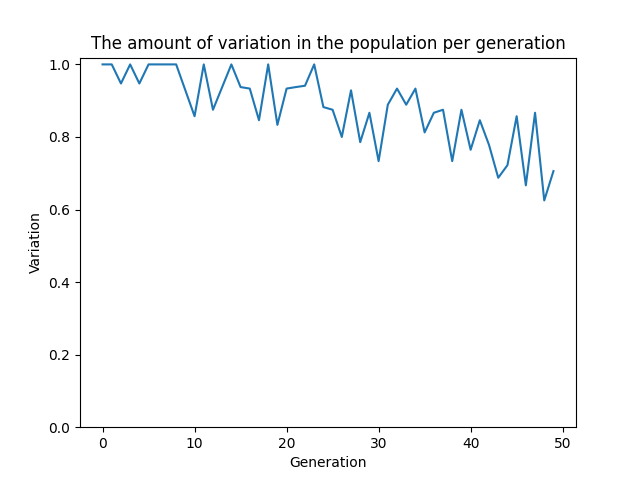 The amount of variation in the population per generation
1.0
0.8
0.6
0.4
0.2
0.0
Variation
0 10 20 30 40 50
Generation